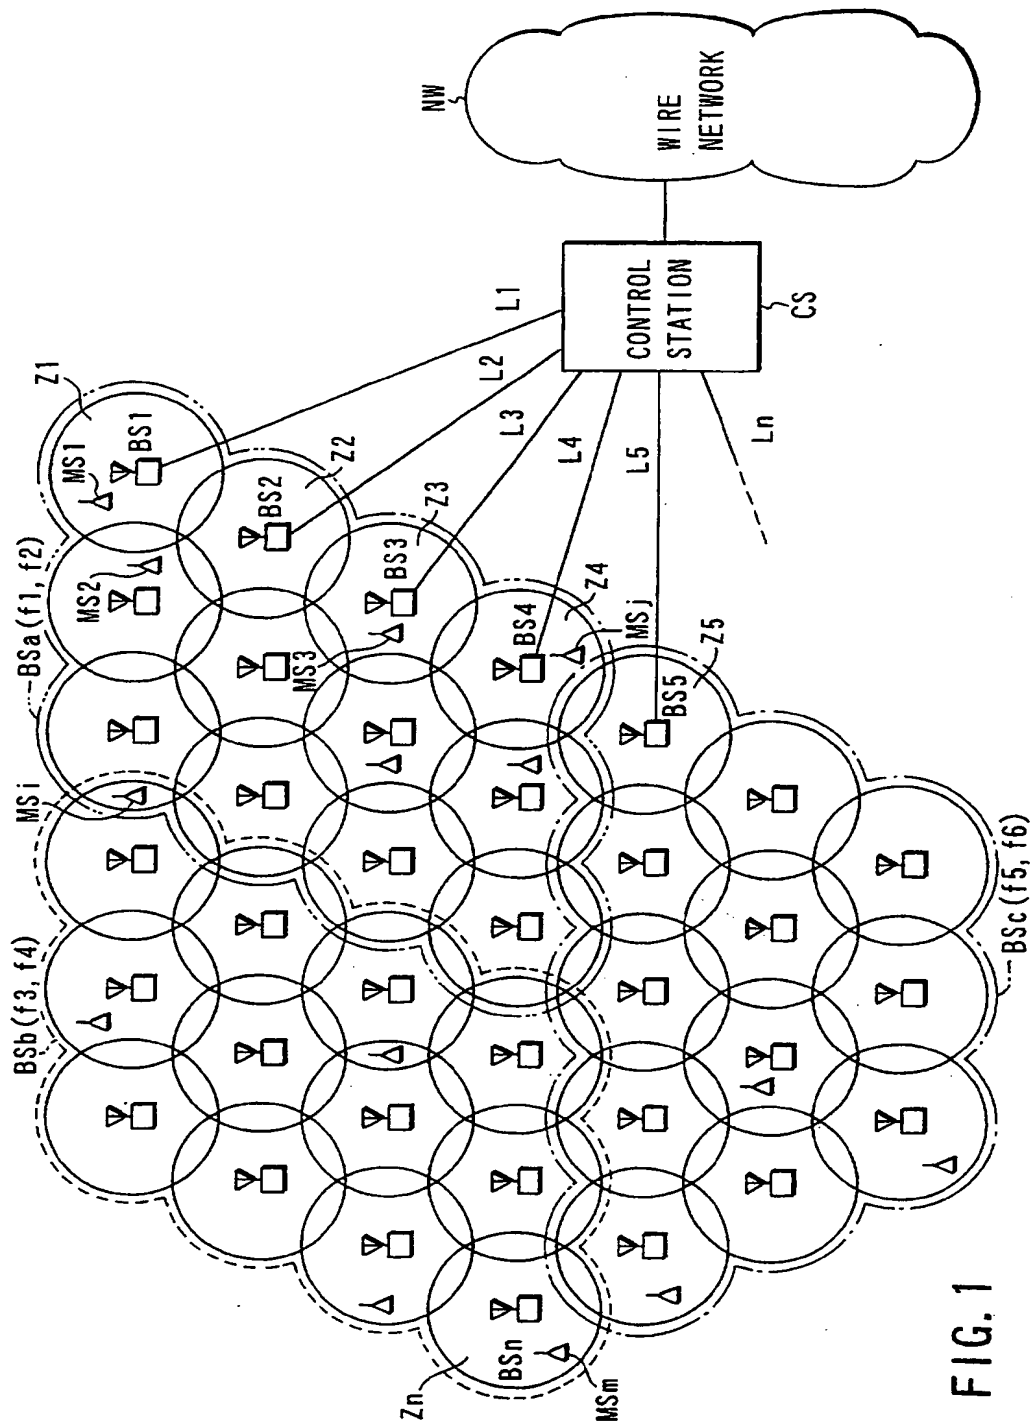 NW
WIRE
NETWORK
CONTROL
STATION
CS
L1
L2
L3
L4
L5
Ln
Z1
MS1
BS1
BSa(f1, f2)
MS2
BS2
Z2
MS3
BS3
Z3
BS4
Z4
MSj
BS5
Z5
MSi
BSb(f3, f4)
BSc(f5, f6)
Zn
BSn
MSm
FIG. 1